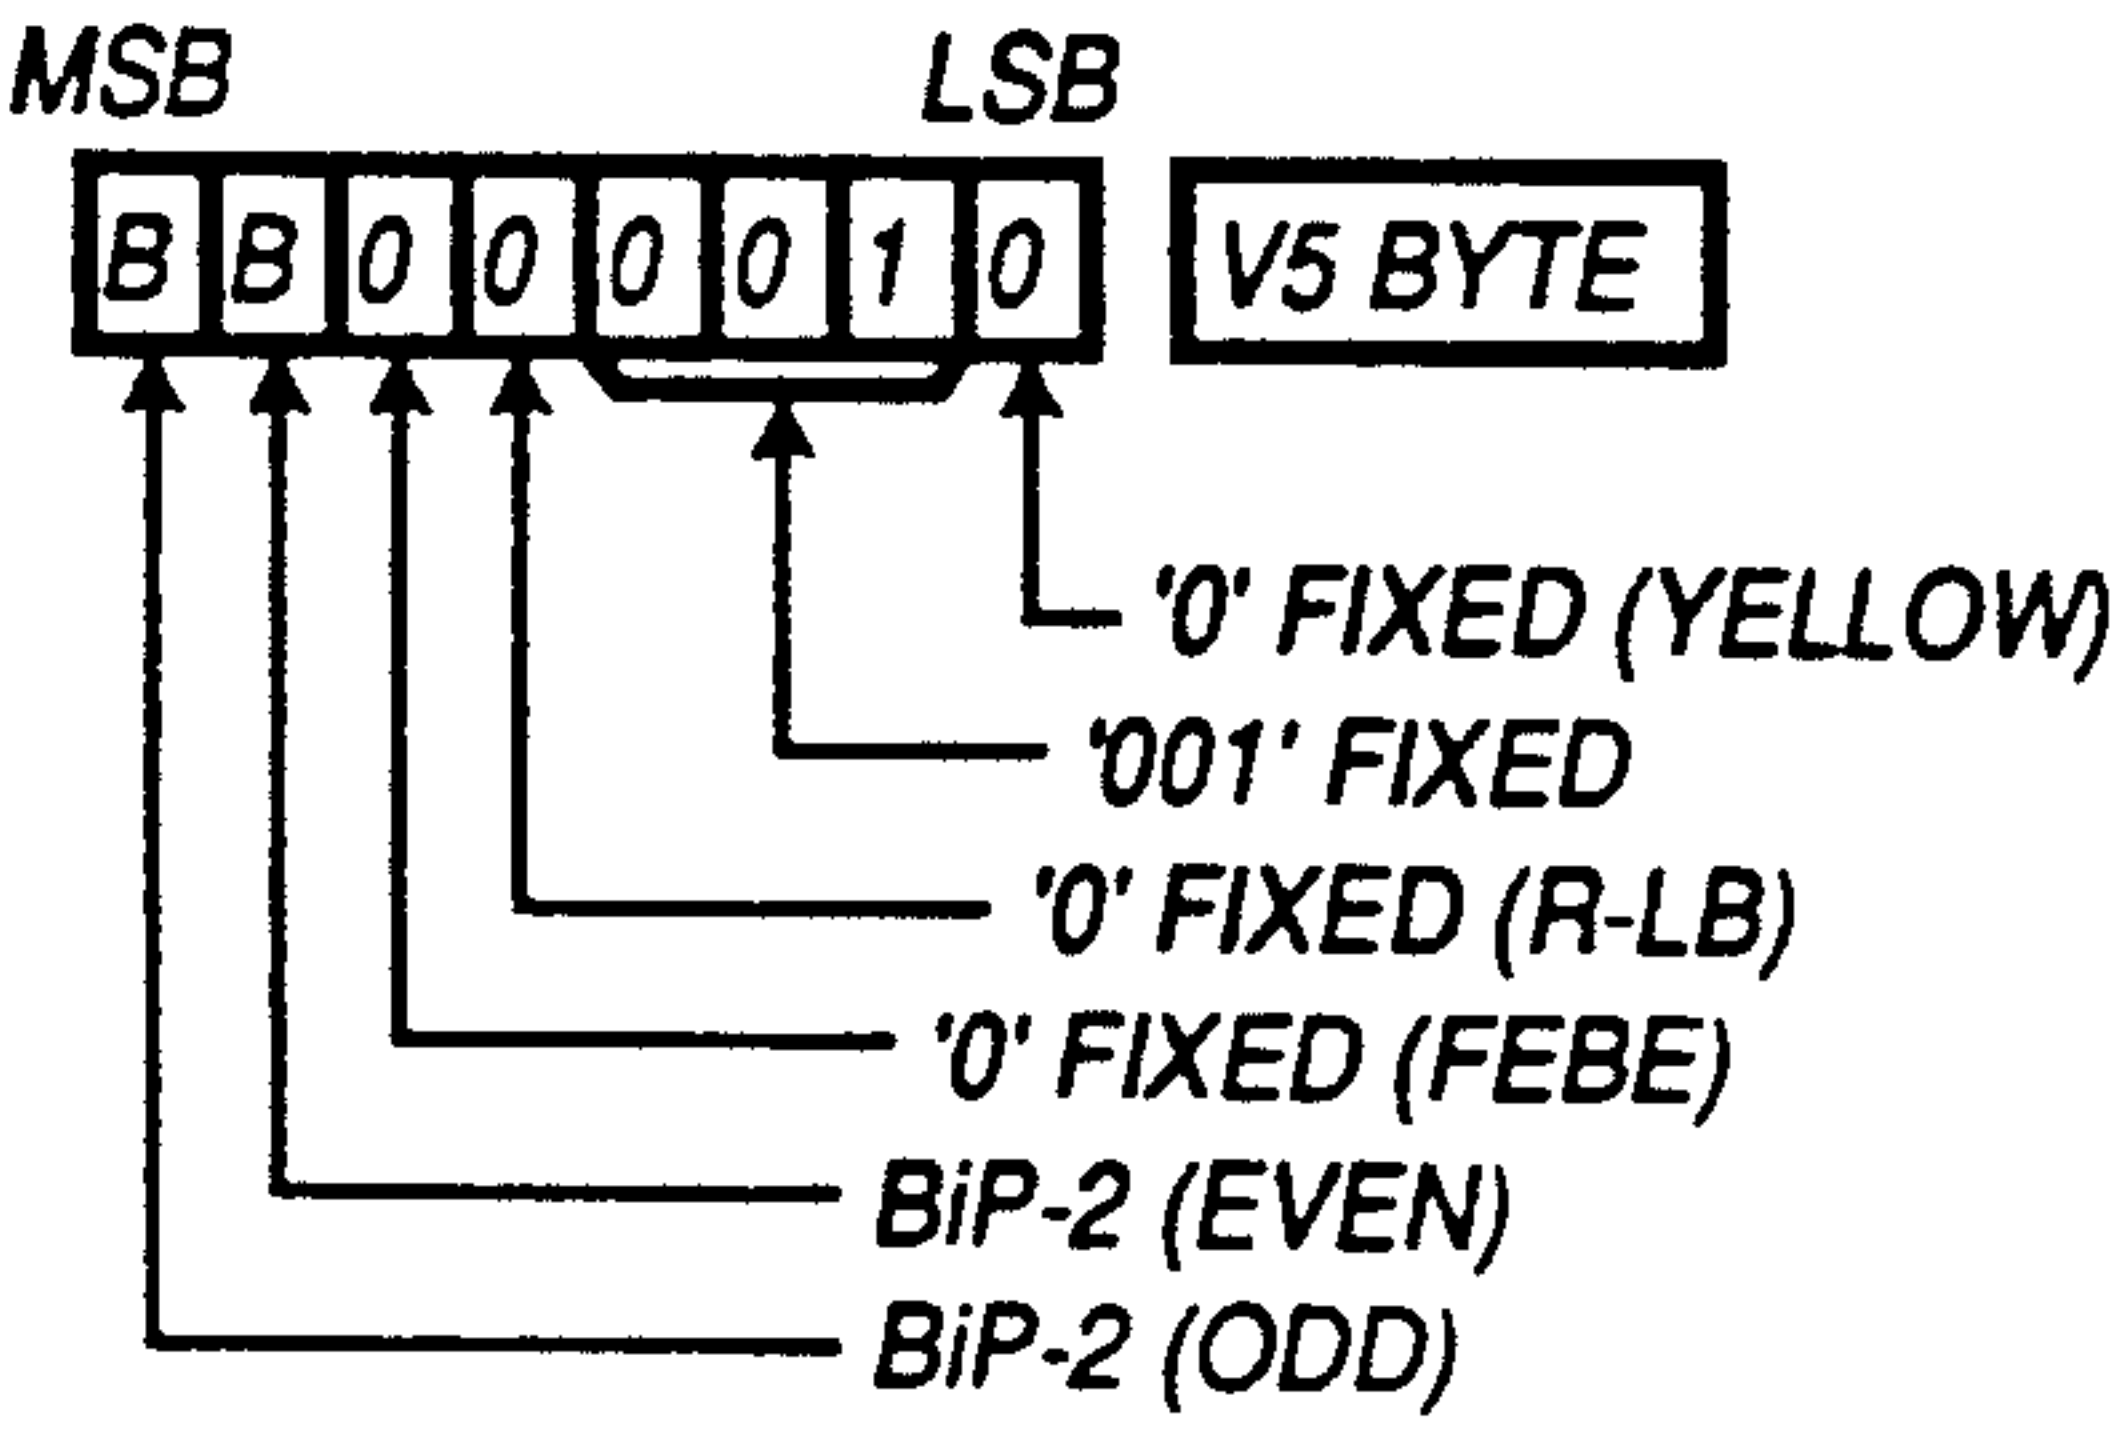 MSB LSB
B B 0 0 0 0 1 0 V5 BYTE
'0' FIXED (YELLOW)
'001' FIXED
'0' FIXED (R-LB)
'0' FIXED (FEBE)
BiP-2 (EVEN)
BiP-2 (ODD)